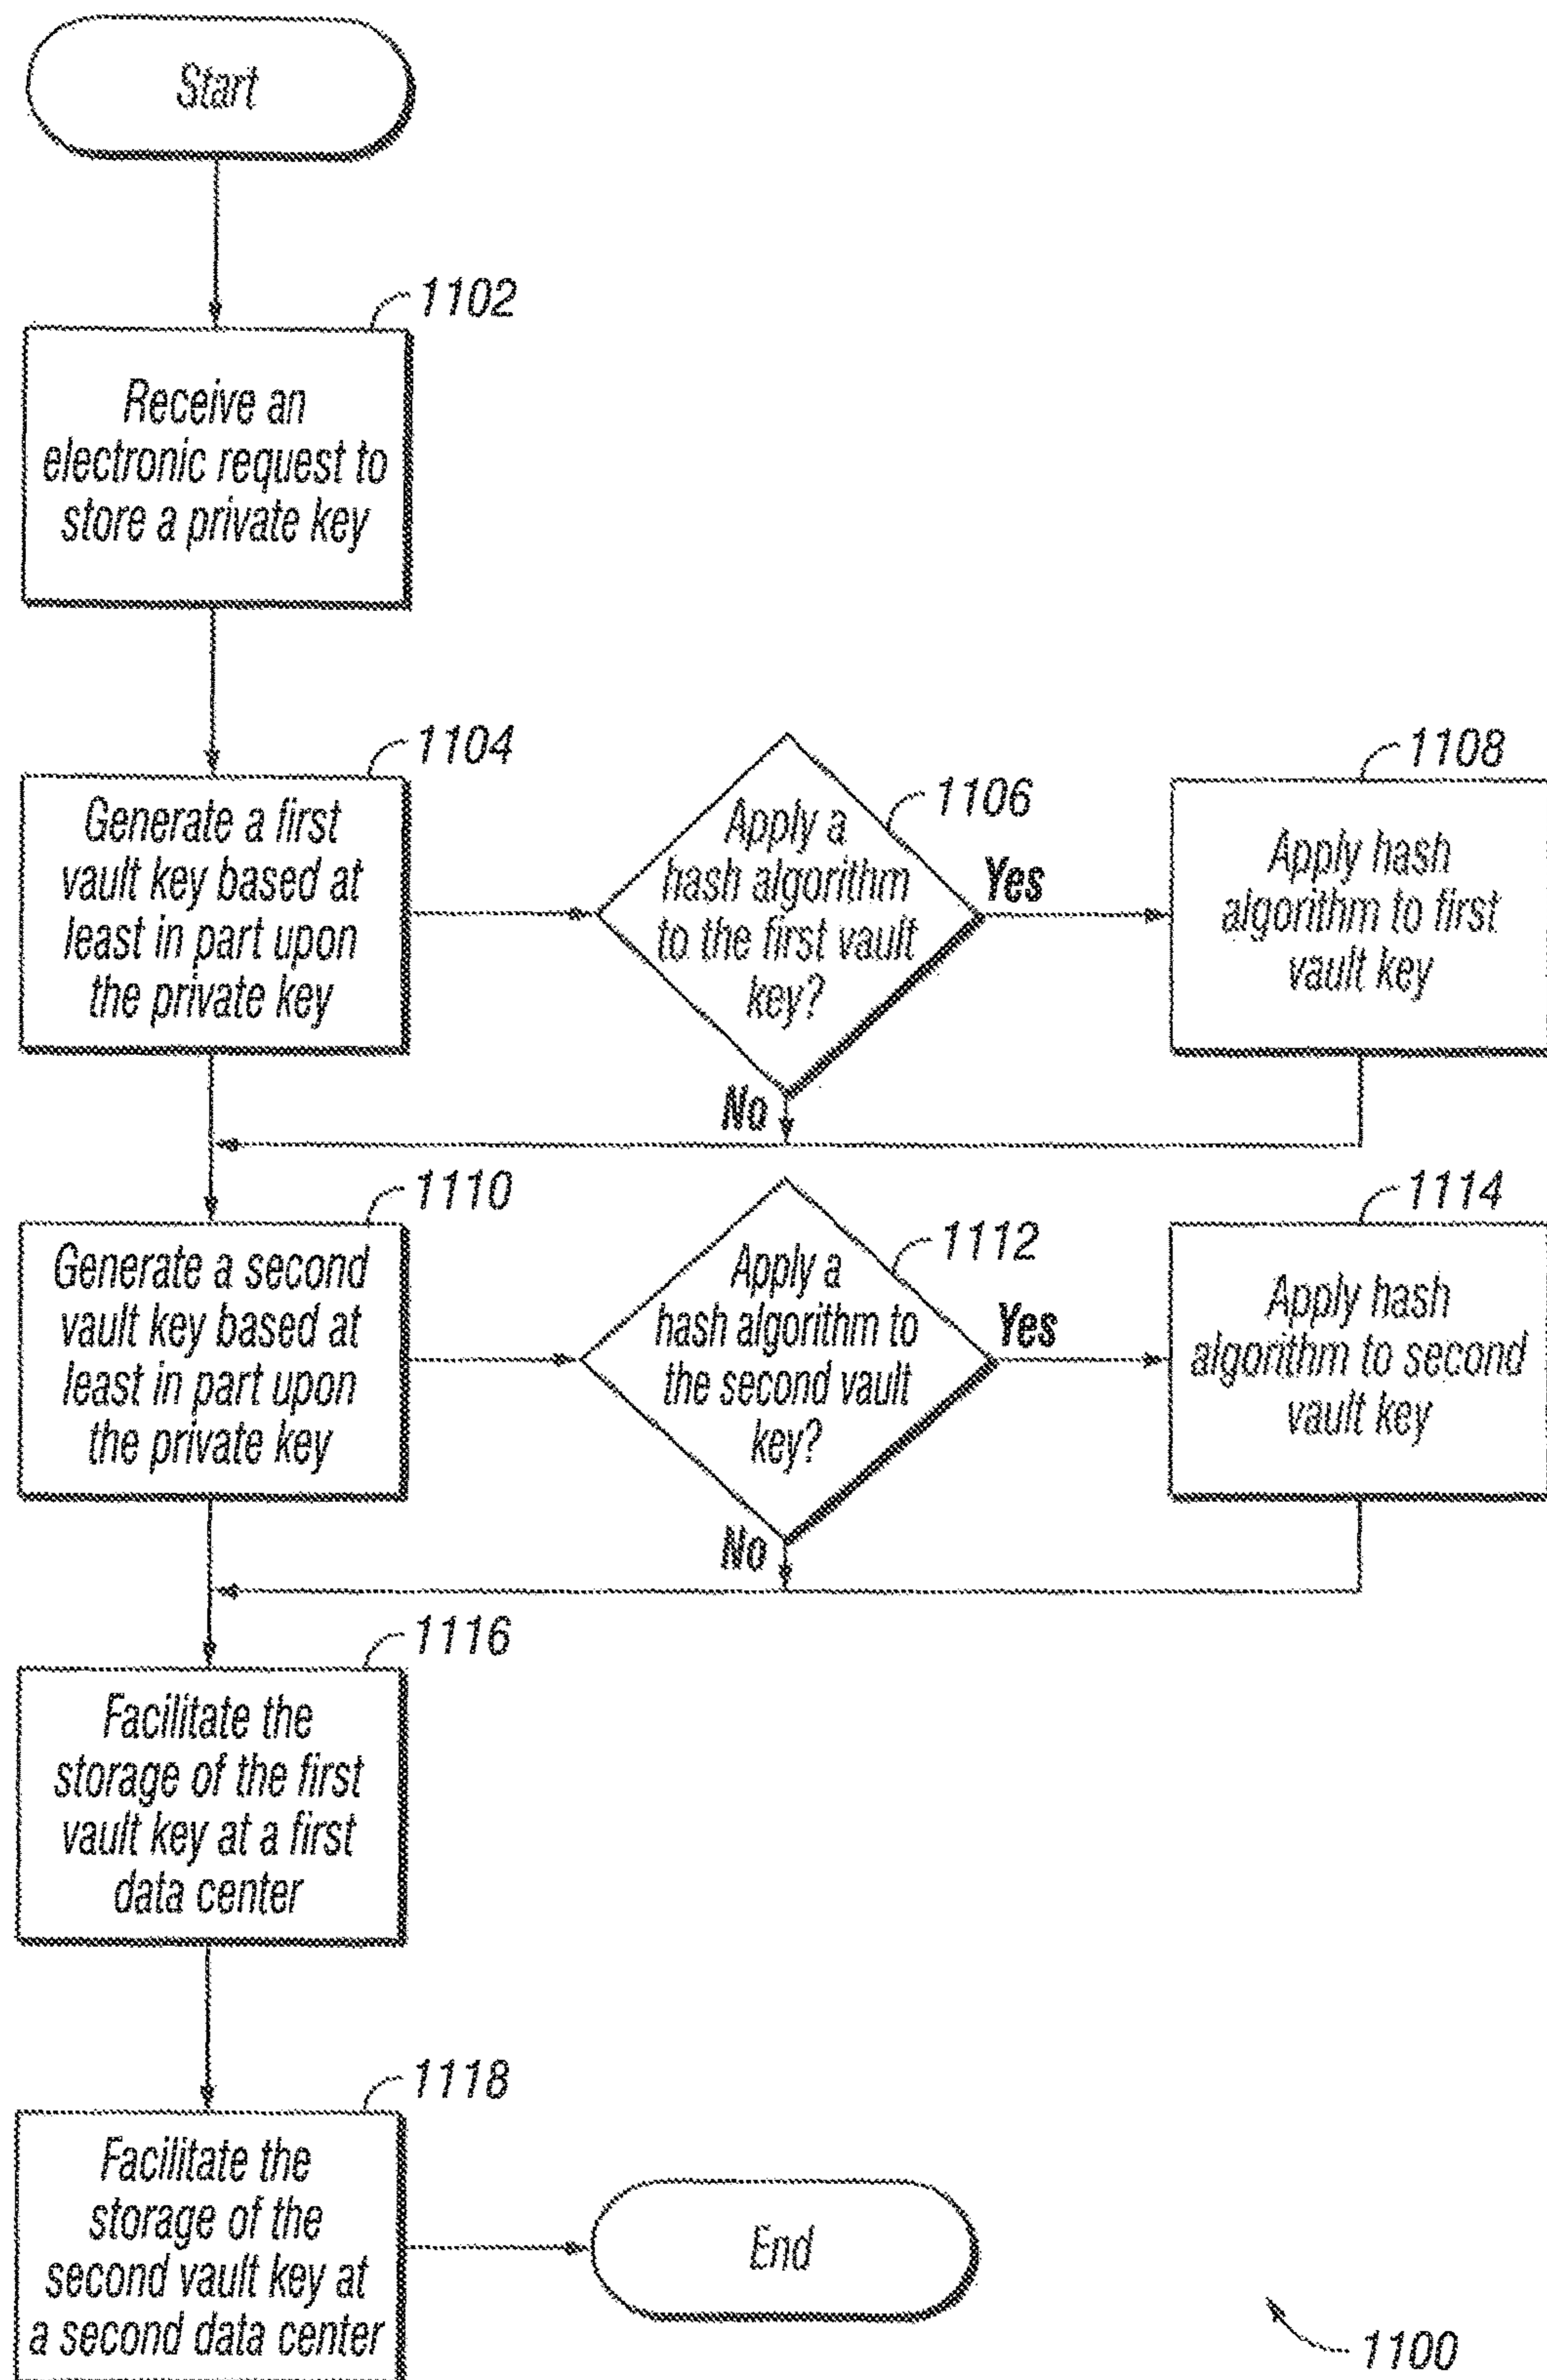 Start
1102
Receive an
electronic request to
store a private key
1104
Generate a first
vault key based at
least in part upon
the private key
1106
Apply a
hash algorithm
to the first vault
key?
Yes
No
1108
Apply hash
algorithm to first
vault key
1110
Generate a second
vault key based at
least in part upon
the private key
1112
Apply a
hash algorithm to
the second vault
key?
Yes
No
1114
Apply hash
algorithm to second
vault key
1116
Facilitate the
storage of the first
vault key at a first
data center
1118
Facilitate the
storage of the
second vault key at
a second data center
End
1100